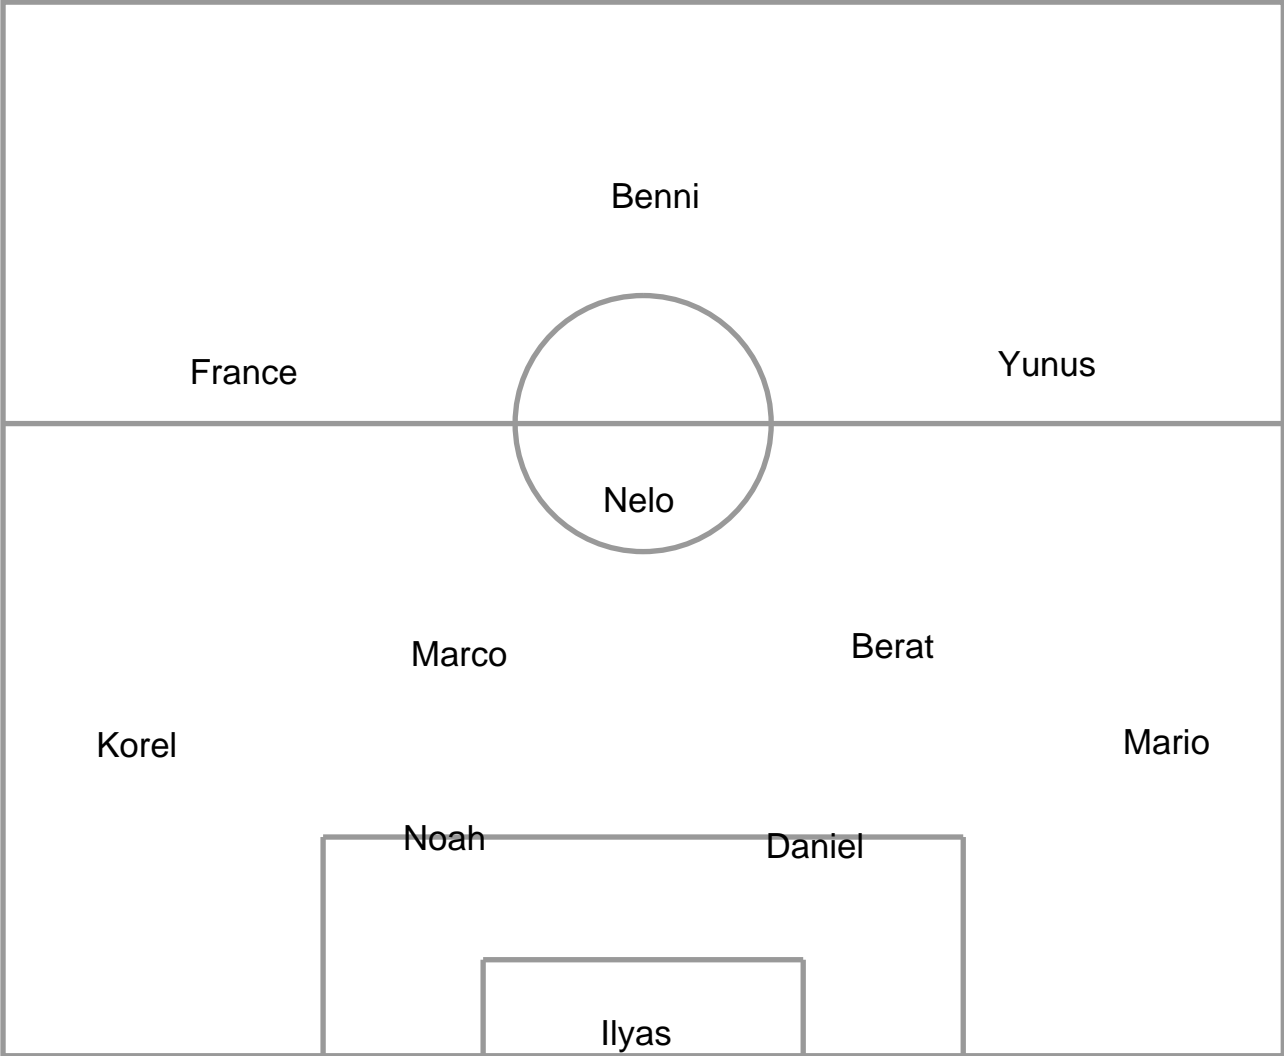 Benni
France
Yunus
Nelo
Marco
Berat
Korel
Mario
Noah
Daniel
Ilyas